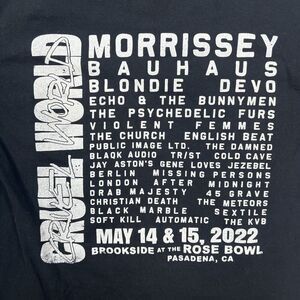 CRUEL WORLD
CRUEL WORLD
MORRISSEY
BAUHAUS
BLONDIE DEVO
ECHO & THE BUNNYMEN
THE PSYCHEDELIC FURS
VIOLENT FEMMES
THE CHURCH ENGLISH BEAT
PUBLIC IMAGE LTD. THE DAMNED
BLAQK AUDIO TR/ST COLD CAVE
JAY ASTON'S GENE LOVES JEZEBEL
BERLIN MISSING PERSONS
LONDON AFTER MIDNIGHT
DRAB MAJESTY 45 GRAVE
CHRISTIAN DEATH THE METEORS
BLACK MARBLE SEXTILE
SOFT KILL AUTOMATIC THE KVB
MAY 14 & 15, 2022
BROOKSIDE AT THE ROSE BOWL
PASADENA, CA